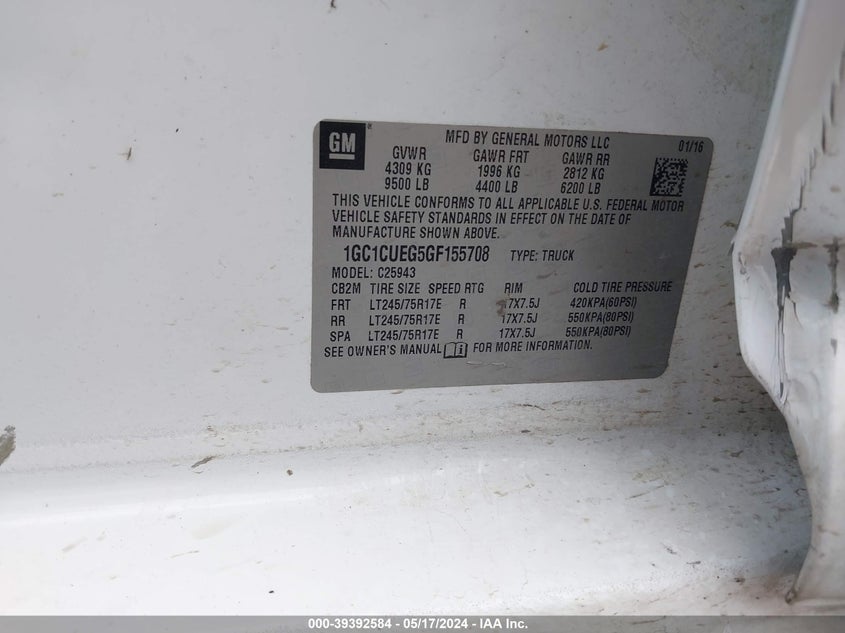 GM ®
MFD BY GENERAL MOTORS LLC 01/16
GVWR GAWR FRT GAWR RR
4309 KG 1996 KG 2812 KG
9500 LB 4400 LB 6200 LB
THIS VEHICLE CONFORMS TO ALL APPLICABLE U.S. FEDERAL MOTOR
VEHICLE SAFETY STANDARDS IN EFFECT ON THE DATE OF
MANUFACTURE SHOWN ABOVE.
1GC1CUEG5GF155708 TYPE: TRUCK
MODEL: C25943
CB2M TIRE SIZE SPEED RTG RIM COLD TIRE PRESSURE
FRT LT245/75R17E R 17X7.5J 420KPA(60PSI)
RR LT245/75R17E R 17X7.5J 550KPA(80PSI)
SPA LT245/75R17E R 17X7.5J 550KPA(80PSI)
SEE OWNER'S MANUAL FOR MORE INFORMATION.
000-39392584 - 05/17/2024 - IAA Inc.